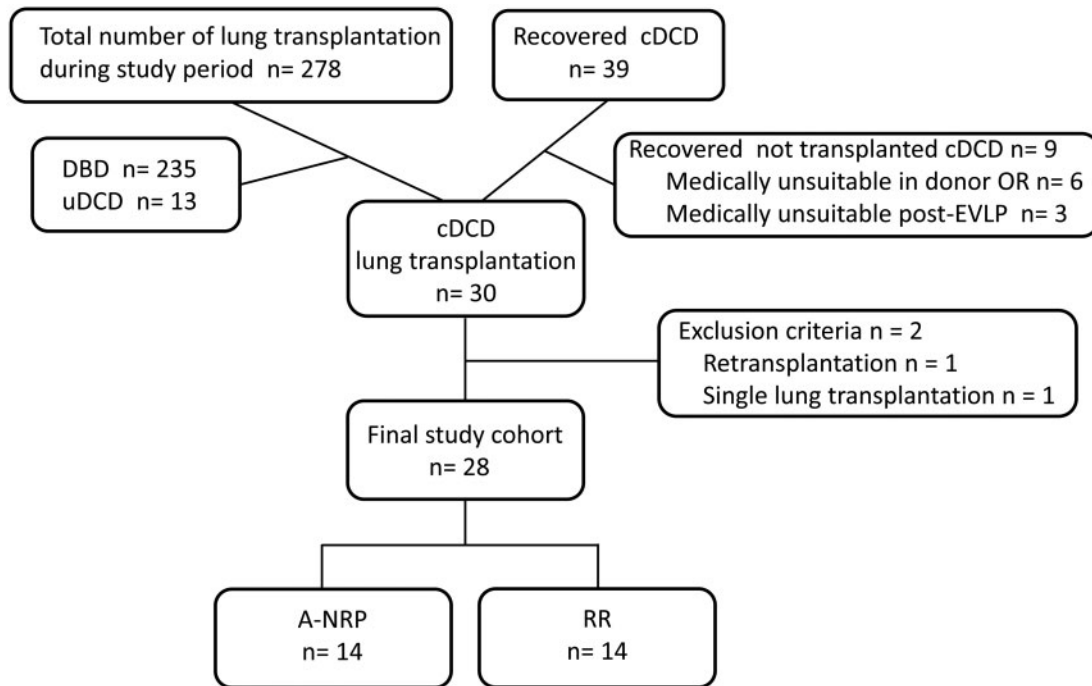 Total number of lung transplantation
during study period n= 278
Recovered cDCD
n= 39
DBD n= 235
uDCD n= 13
Recovered not transplanted cDCD n= 9
Medically unsuitable in donor OR n= 6
Medically unsuitable post-EVLP n= 3
cDCD
lung transplantation
n= 30
Exclusion criteria n = 2
Retransplantation n = 1
Single lung transplantation n = 1
Final study cohort
n= 28
A-NRP
n= 14
RR
n= 14